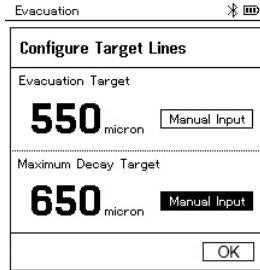 Evacuation
Configure Target Lines
Evacuation Target
550 micron Manual Input
Maximum Decay Target
650 micron Manual Input
OK